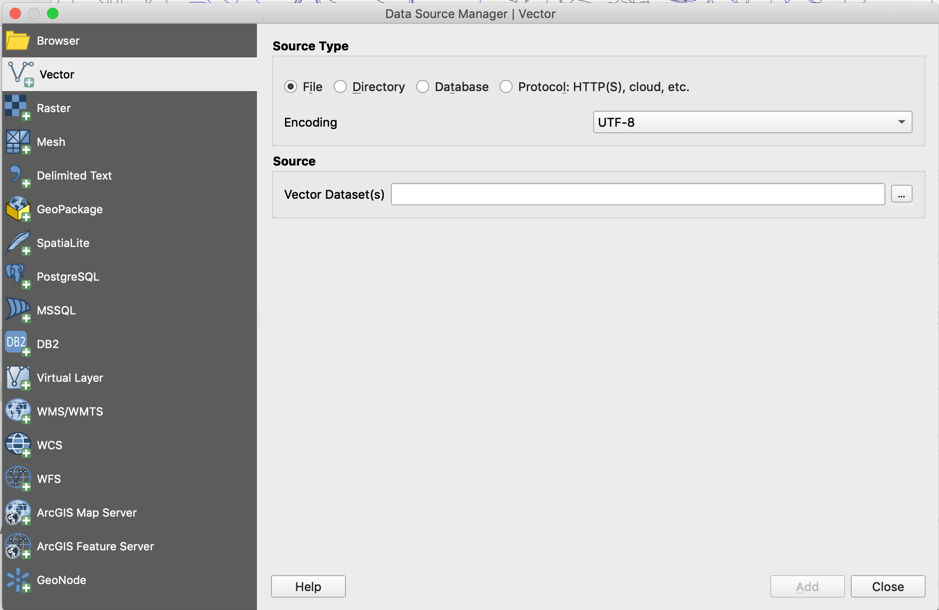 Data Source Manager | Vector
Browser
Vector
Raster
Mesh
Delimited Text
GeoPackage
SpatiaLite
PostgreSQL
MSSQL
DB2
DB2
Virtual Layer
WMS/WMTS
WCS
WFS
ArcGIS Map Server
ArcGIS Feature Server
GeoNode
Source Type
File Directory Database Protocol: HTTP(S), cloud, etc.
Encoding UTF-8
Source
Vector Dataset(s) ...
Help Add Close